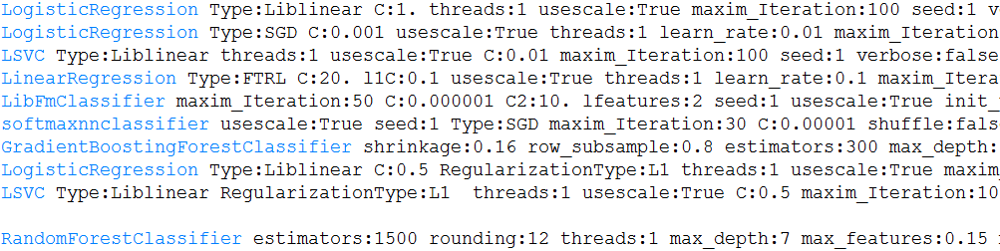 LogisticRegression Type:Liblinear C:1. threads:1 usescale:True maxim_Iteration:100 seed:1 v
LogisticRegression Type:SGD C:0.001 usescale:True threads:1 learn_rate:0.01 maxim_Iteration
LSVC Type:Liblinear threads:1 usescale:True C:0.01 maxim_Iteration:100 seed:1 verbose:false
LinearRegression Type:FTRL C:20. l1C:0.1 usescale:True threads:1 learn_rate:0.1 maxim_Itera
LibFmClassifier maxim_Iteration:50 C:0.000001 C2:10. lfeatures:2 seed:1 usescale:True init_
softmaxnnclassifier usescale:True seed:1 Type:SGD maxim_Iteration:30 C:0.00001 shuffle:fals
GradientBoostingForestClassifier shrinkage:0.16 row_subsample:0.8 estimators:300 max_depth:
LogisticRegression Type:Liblinear C:0.5 RegularizationType:L1 threads:1 usescale:True maxim
LSVC Type:Liblinear RegularizationType:L1  threads:1 usescale:True C:0.5 maxim_Iteration:10
RandomForestClassifier estimators:1500 rounding:12 threads:1 max_depth:7 max_features:0.15